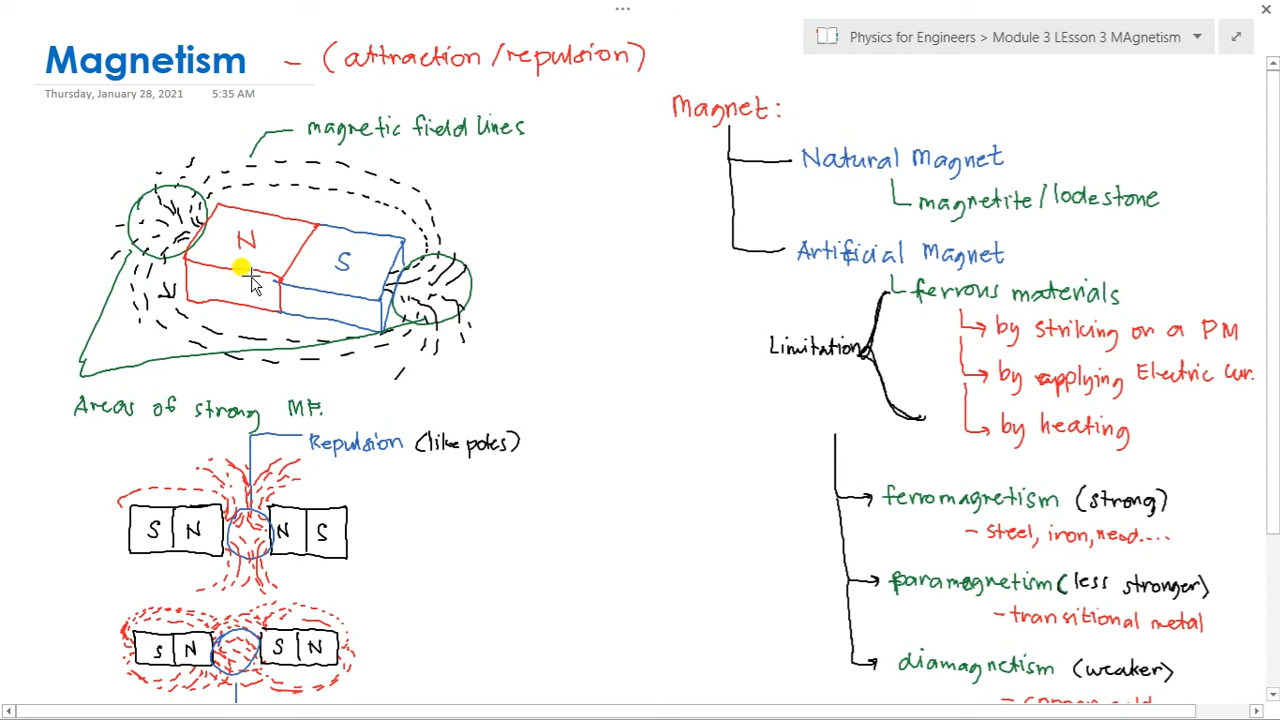 Physics for Engineers > Module 3 LEsson 3 MAgnetism
Magnetism - (attraction/repulsion)
Thursday, January 28, 2021 5:35 AM
magnetic field lines
N
S
Areas of strong MF.
Repulsion (like poles)
S N N S
S N S N
Magnet:
Natural Magnet
magnetite/lodestone
Artificial Magnet
ferrous materials
Limitation
by striking on a PM
by applying Electric cur.
by heating
ferromagnetism (strong)
- steel, iron, neod....
paramagnetism (less stronger)
- transitional metal
diamagnetism (weaker)